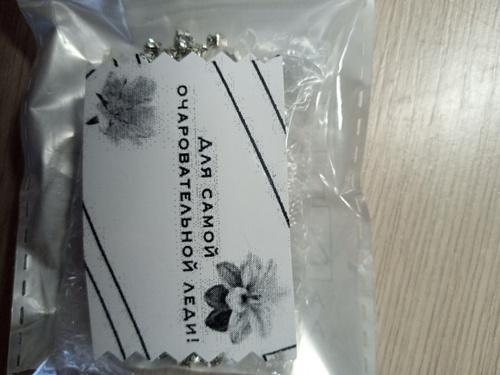 Для самой
очаровательной леди!